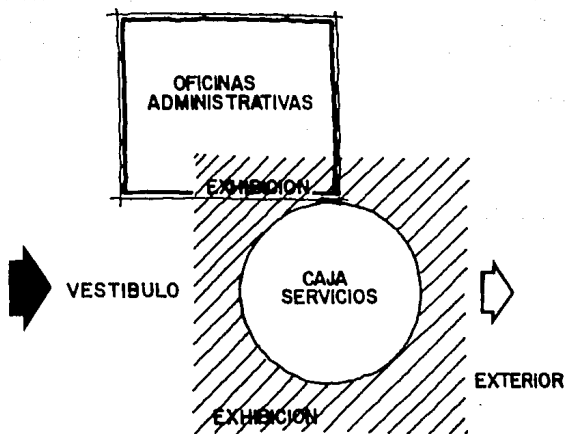 OFICINAS
ADMINISTRATIVAS
EXHIBICION
VESTIBULO
CAJA
SERVICIOS
EXTERIOR
EXHIBICION